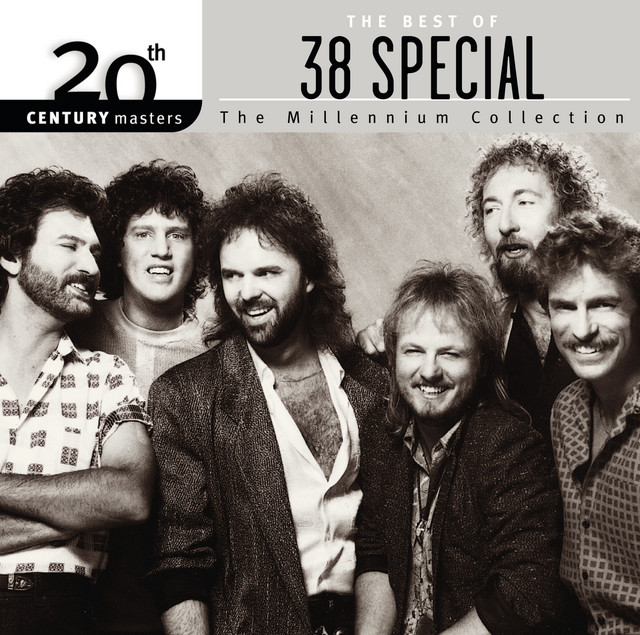 20th
CENTURY masters
THE BEST OF
38 SPECIAL
The Millennium Collection